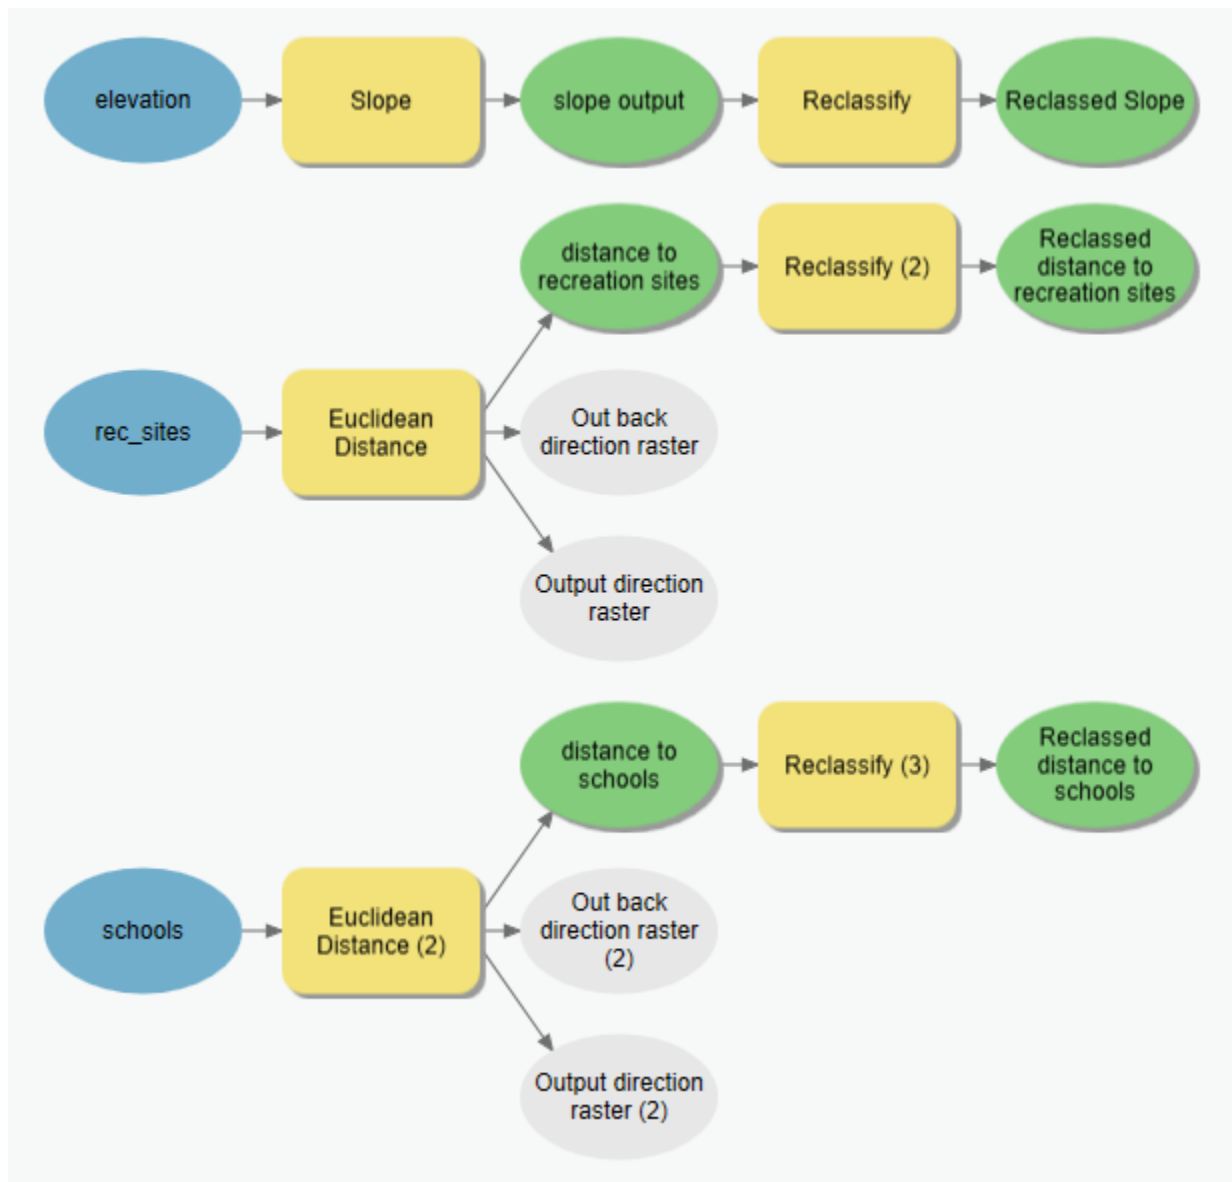 elevation
Slope
slope output
Reclassify
Reclassed Slope
distance to
recreation sites
Reclassify (2)
Reclassed
distance to
recreation sites
rec_sites
Euclidean
Distance
Out back
direction raster
Output direction
raster
distance to
schools
Reclassify (3)
Reclassed
distance to
schools
schools
Euclidean
Distance (2)
Out back
direction raster
(2)
Output direction
raster (2)